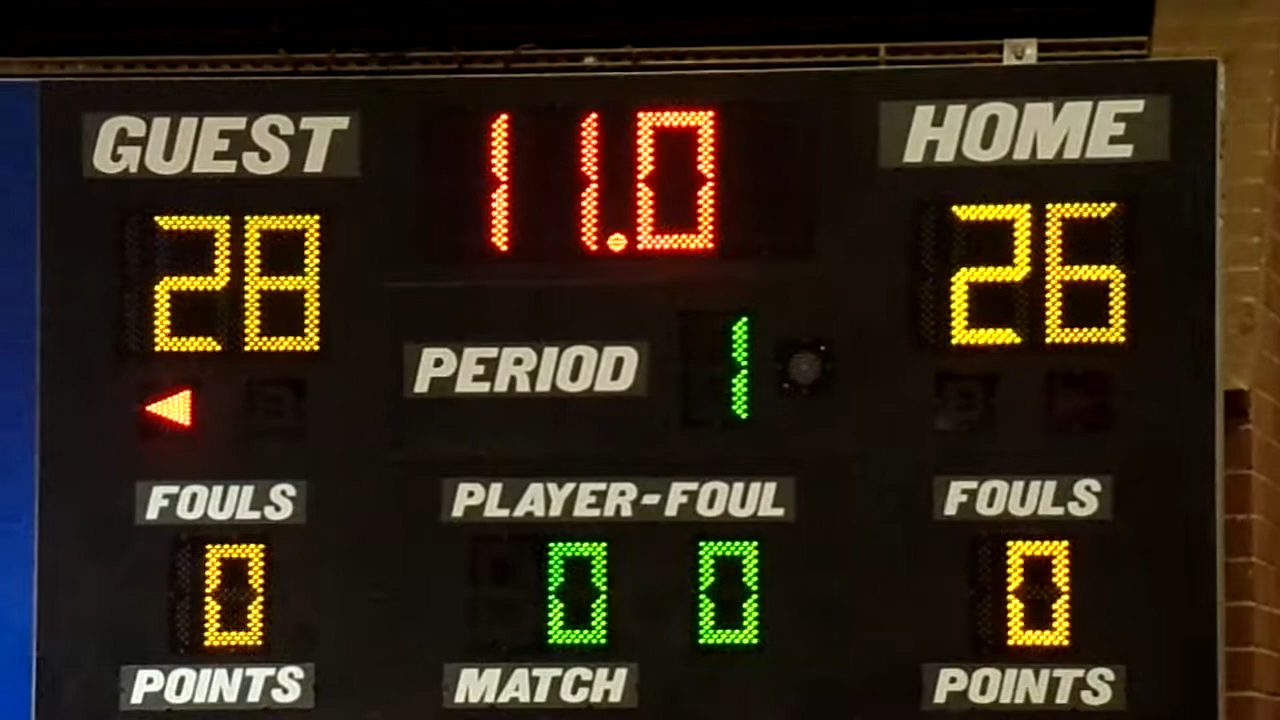 GUEST 11.0 HOME
28 26
PERIOD 1
FOULS PLAYER-FOUL FOULS
0 0 0 0
POINTS MATCH POINTS